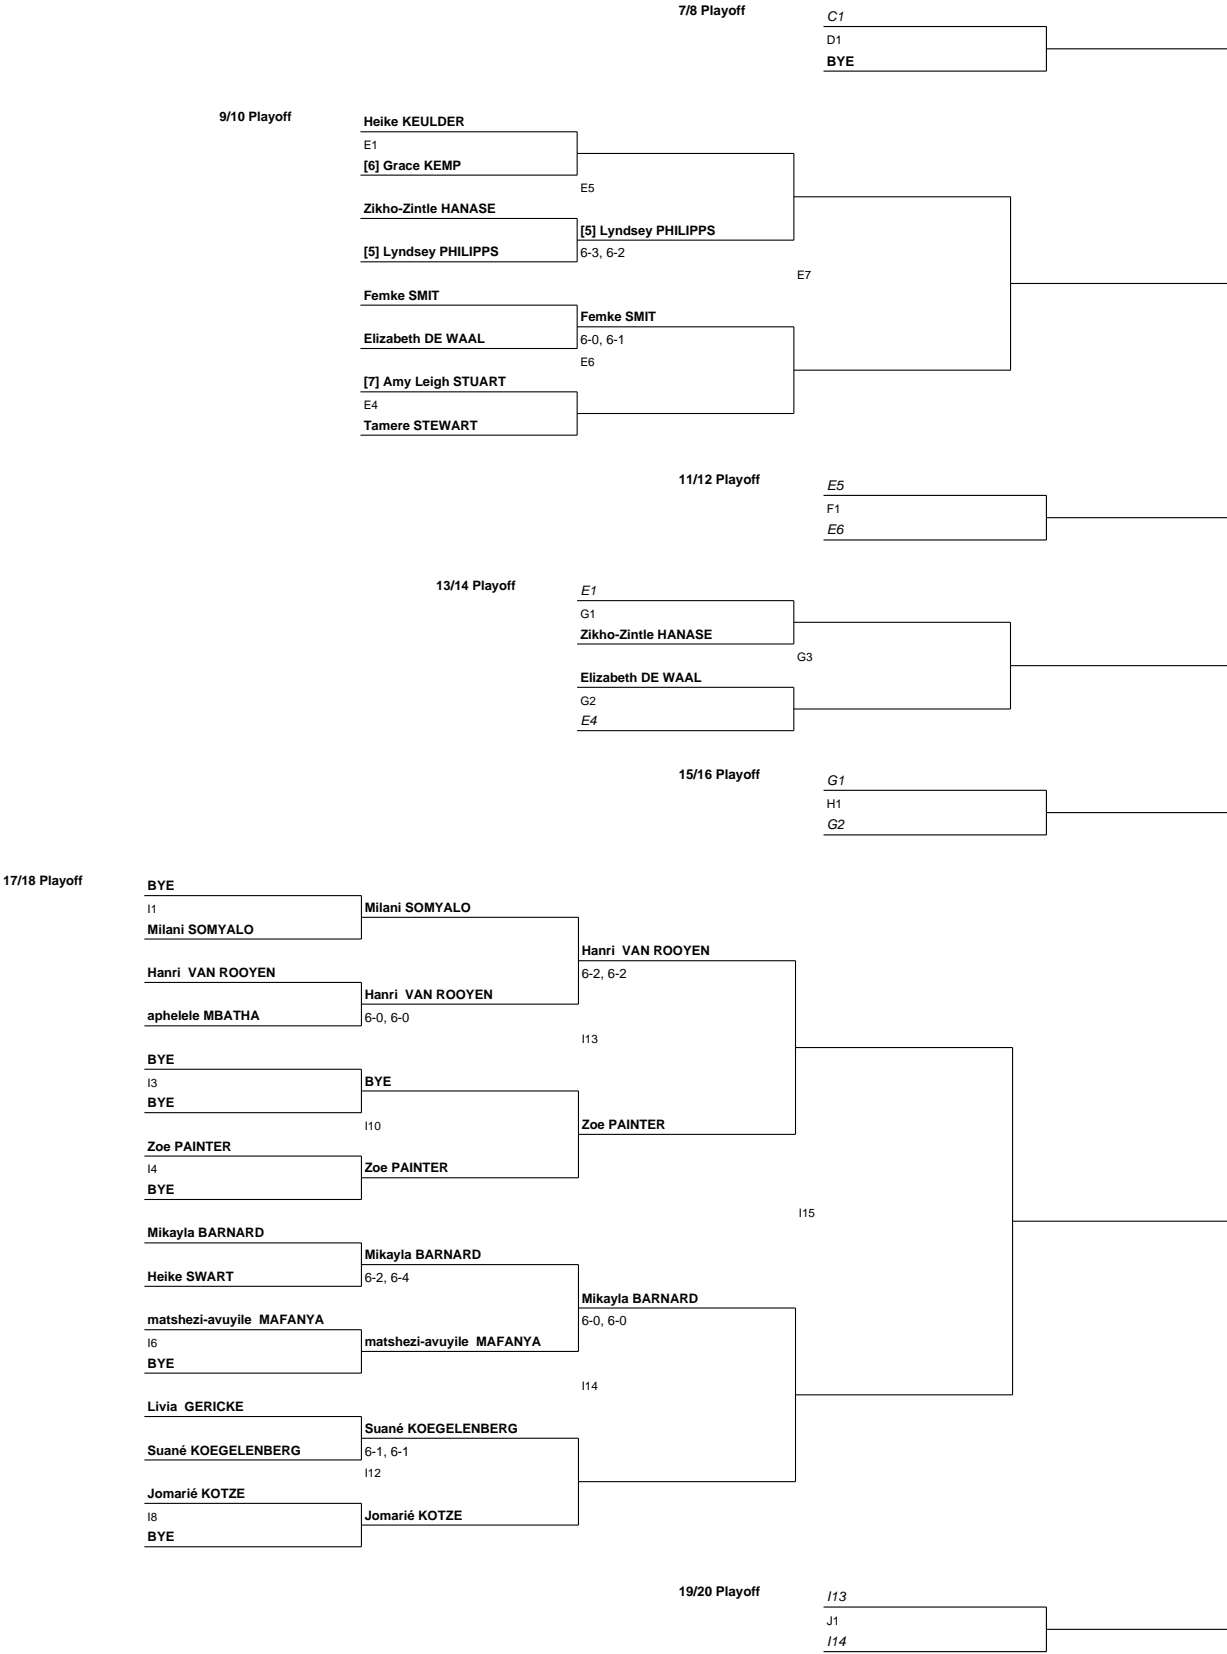 7/8 Playoff
C1
D1
BYE
9/10 Playoff
Heike KEULDER
E1
[6] Grace KEMP
E5
Zikho-Zintle HANASE
[5] Lyndsey PHILIPPS
[5] Lyndsey PHILIPPS
6-3, 6-2
E7
Femke SMIT
Femke SMIT
Elizabeth DE WAAL
6-0, 6-1
E6
[7] Amy Leigh STUART
E4
Tamere STEWART
11/12 Playoff
E5
F1
E6
13/14 Playoff
E1
G1
Zikho-Zintle HANASE
G3
Elizabeth DE WAAL
G2
E4
15/16 Playoff
G1
H1
G2
17/18 Playoff
BYE
I1
Milani SOMYALO
Milani SOMYALO
Hanri  VAN ROOYEN
6-2, 6-2
Hanri  VAN ROOYEN
Hanri  VAN ROOYEN
aphelele MBATHA
6-0, 6-0
I13
BYE
I3
BYE
BYE
I10
Zoe PAINTER
Zoe PAINTER
I4
Zoe PAINTER
BYE
I15
Mikayla BARNARD
Mikayla BARNARD
Heike SWART
6-2, 6-4
Mikayla BARNARD
6-0, 6-0
matshezi-avuyile  MAFANYA
I6
matshezi-avuyile  MAFANYA
BYE
I14
Livia  GERICKE
Suané KOEGELENBERG
Suané KOEGELENBERG
6-1, 6-1
I12
Jomarié KOTZE
I8
Jomarié KOTZE
BYE
19/20 Playoff
I13
J1
I14